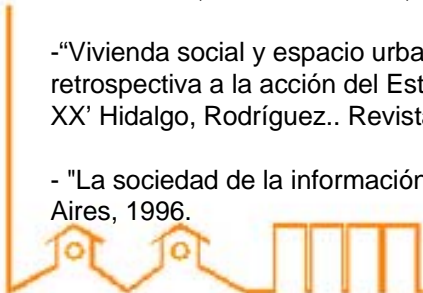 -“Vivienda social y espacio urba
retrospectiva a la acción del Est
XX’ Hidalgo, Rodríguez.. Revist
- "La sociedad de la información
Aires, 1996.